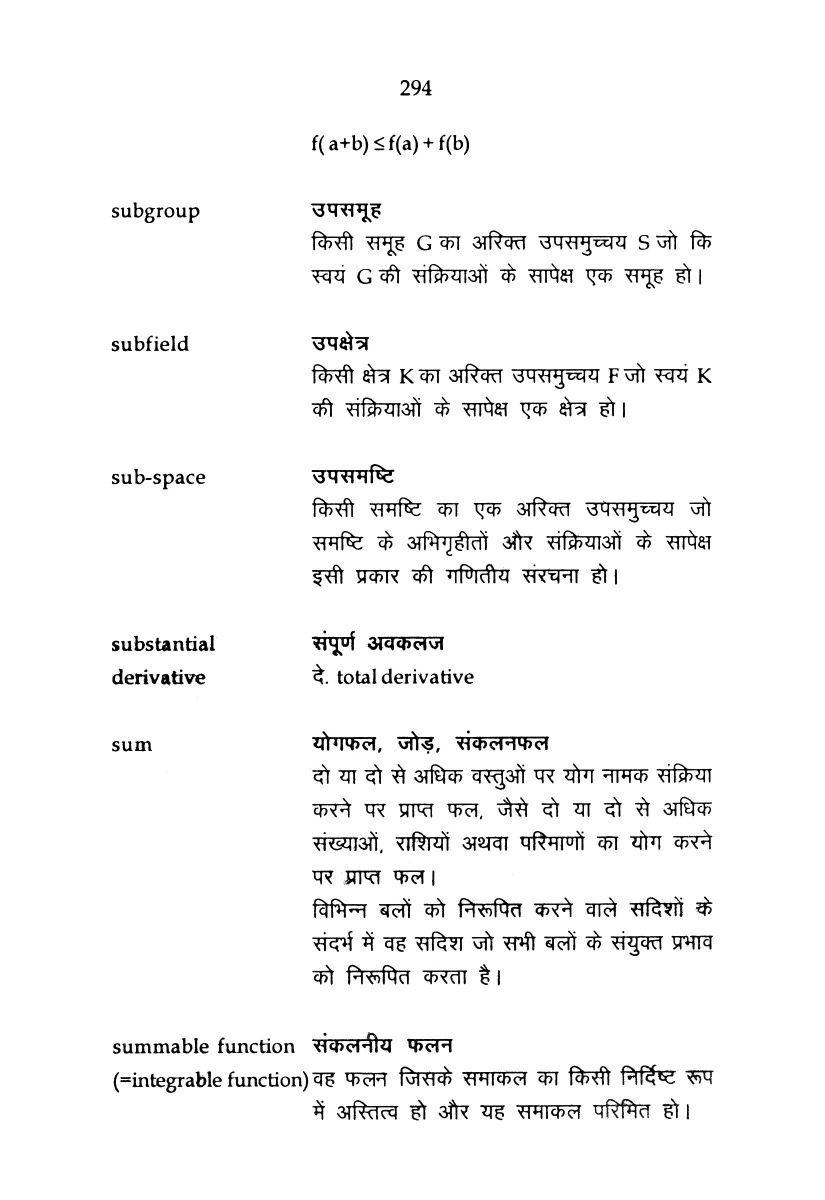 294
f( a+b) ≤ f(a) + f(b)
subgroup उपसमूह
किसी समूह G का अरिक्त उपसमुच्चय S जो कि
स्वयं G की संक्रियाओं के सापेक्ष एक समूह हो।
subfield उपक्षेत्र
किसी क्षेत्र K का अरिक्त उपसमुच्चय F जो स्वयं K
की संक्रियाओं के सापेक्ष एक क्षेत्र हो।
sub-space उपसमष्टि
किसी समष्टि का एक अरिक्त उपसमुच्चय जो
समष्टि के अभिगृहीतों और संक्रियाओं के सापेक्ष
इसी प्रकार की गणितीय संरचना हो।
substantial संपूर्ण अवकलज
derivative दे. total derivative
sum योगफल, जोड़, संकलनफल
दो या दो से अधिक वस्तुओं पर योग नामक संक्रिया
करने पर प्राप्त फल, जैसे दो या दो से अधिक
संख्याओं, राशियों अथवा परिमाणों का योग करने
पर प्राप्त फल।
विभिन्न बलों को निरूपित करने वाले सदिशों के
संदर्भ में वह सदिश जो सभी बलों के संयुक्त प्रभाव
को निरूपित करता है।
summable function संकलनीय फलन
(=integrable function) वह फलन जिसके समाकल का किसी निर्दिष्ट रूप
में अस्तित्व हो और यह समाकल परिमित हो।